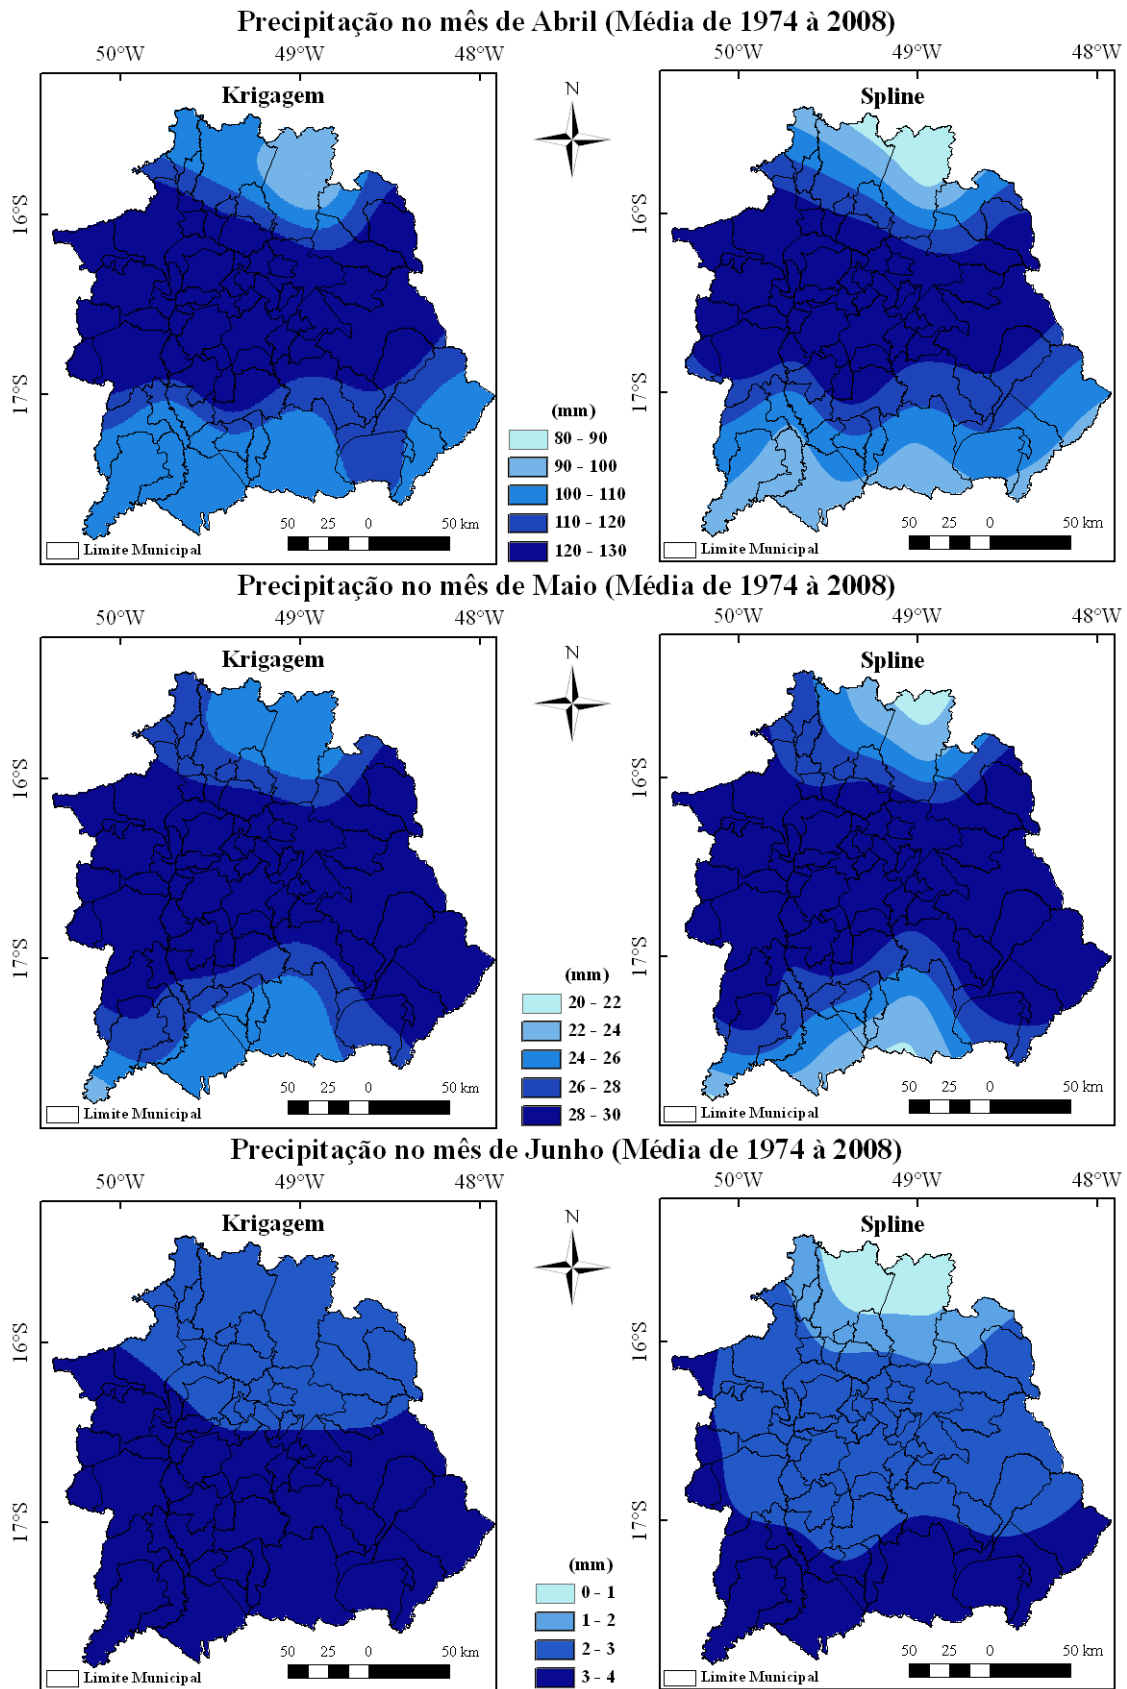 Precipitação no mês de Abril (Média de 1974 à 2008)
50°W 49°W 48°W 50°W 49°W 48°W
Krigagem
N
Spline
16°S
16°S
17°S
17°S
(mm)
80 - 90
90 - 100
100 - 110
110 - 120
120 - 130
50 25 0 50 km
Limite Municipal
50 25 0 50 km
Limite Municipal
Precipitação no mês de Maio (Média de 1974 à 2008)
50°W 49°W 48°W 50°W 49°W 48°W
Krigagem
N
Spline
16°S
16°S
17°S
17°S
(mm)
20 - 22
22 - 24
24 - 26
26 - 28
28 - 30
50 25 0 50 km
Limite Municipal
50 25 0 50 km
Limite Municipal
Precipitação no mês de Junho (Média de 1974 à 2008)
50°W 49°W 48°W 50°W 49°W 48°W
Krigagem
N
Spline
16°S
16°S
17°S
17°S
(mm)
0 - 1
1 - 2
2 - 3
3 - 4
50 25 0 50 km
Limite Municipal
50 25 0 50 km
Limite Municipal